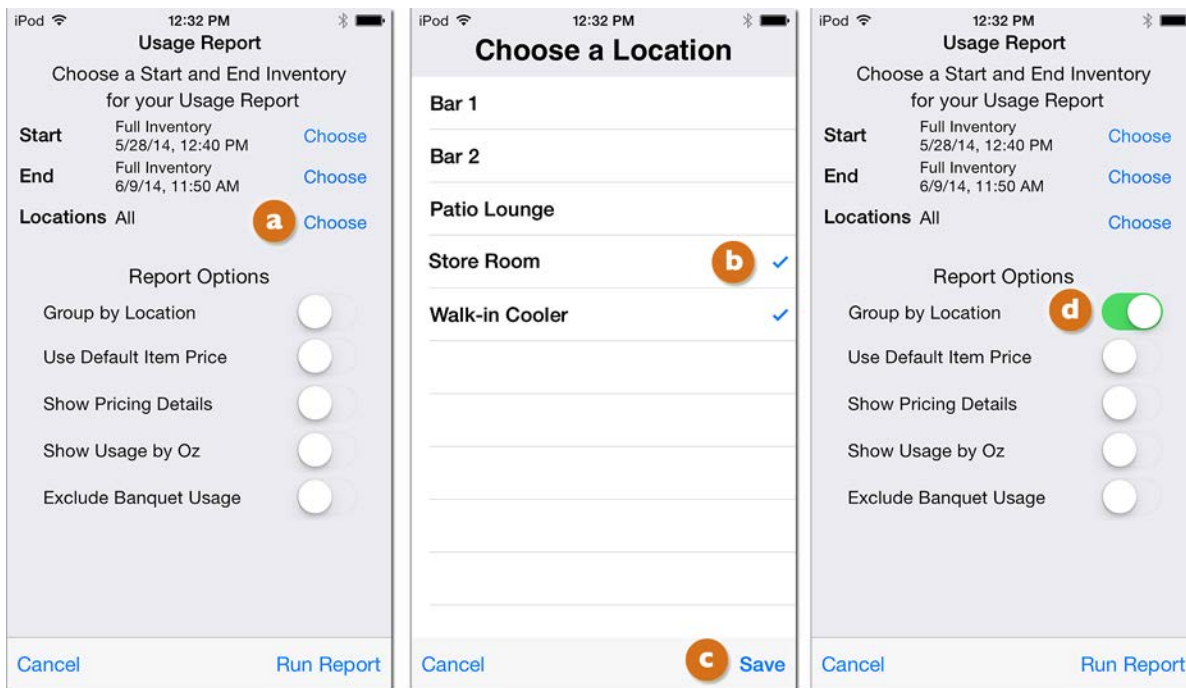 iPod 12:32 PM
Usage Report
Choose a Start and End Inventory
for your Usage Report
Start Full Inventory
5/28/14, 12:40 PM Choose
End Full Inventory
6/9/14, 11:50 AM Choose
Locations All a Choose
Report Options
Group by Location
Use Default Item Price
Show Pricing Details
Show Usage by Oz
Exclude Banquet Usage
Cancel Run Report
iPod 12:32 PM
Choose a Location
Bar 1
Bar 2
Patio Lounge
Store Room b
Walk-in Cooler
Cancel c Save
iPod 12:32 PM
Usage Report
Choose a Start and End Inventory
for your Usage Report
Start Full Inventory
5/28/14, 12:40 PM Choose
End Full Inventory
6/9/14, 11:50 AM Choose
Locations All Choose
Report Options
Group by Location d
Use Default Item Price
Show Pricing Details
Show Usage by Oz
Exclude Banquet Usage
Cancel Run Report